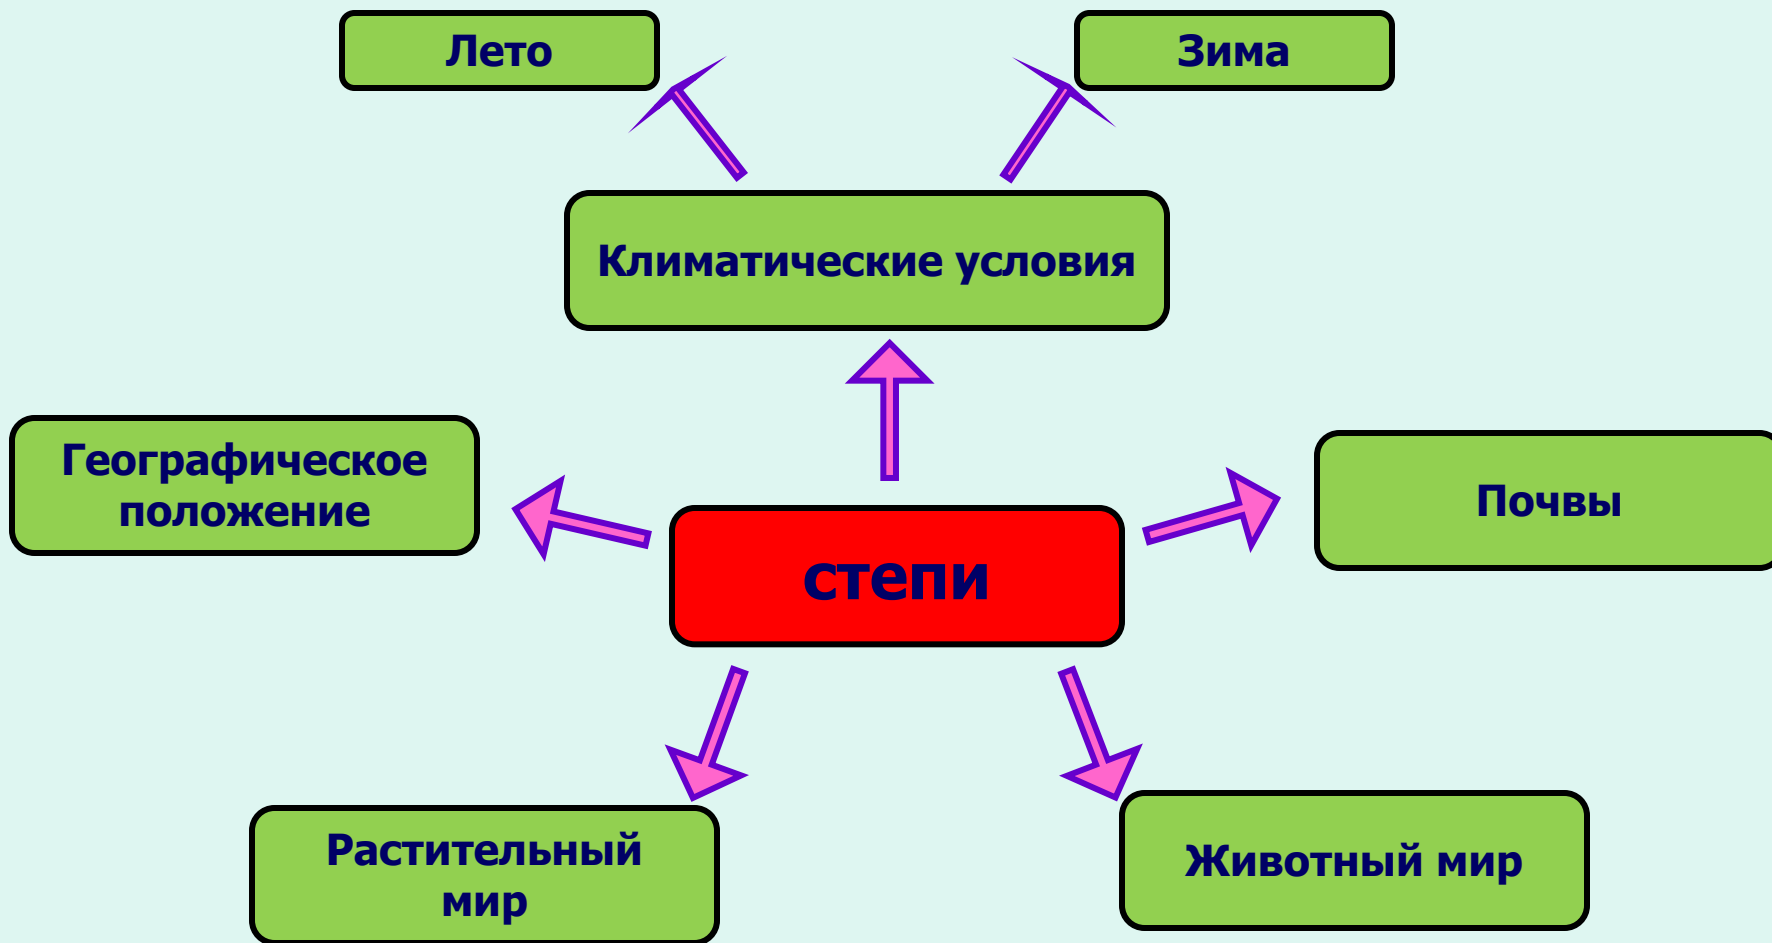 Лето
Зима
Климатические условия
Географическое
положение
Почвы
степи
Растительный
мир
Животный мир